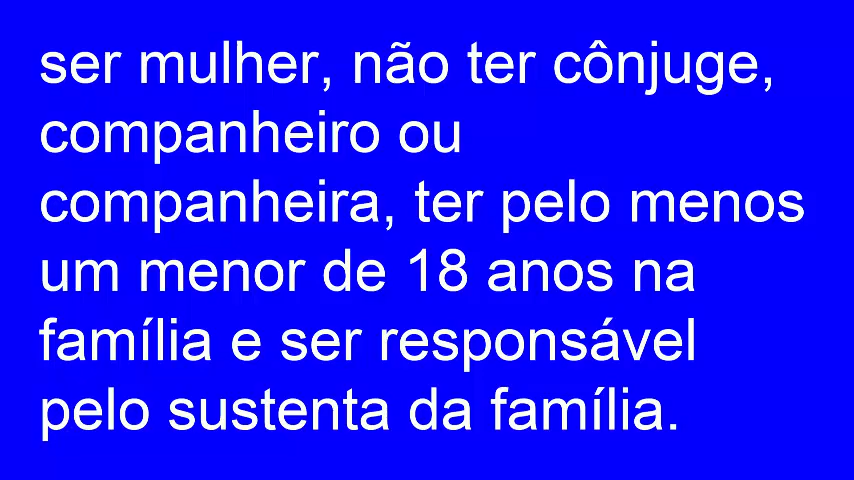 ser mulher, não ter cônjuge,
companheiro ou
companheira, ter pelo menos
um menor de 18 anos na
família e ser responsável
pelo sustenta da família.